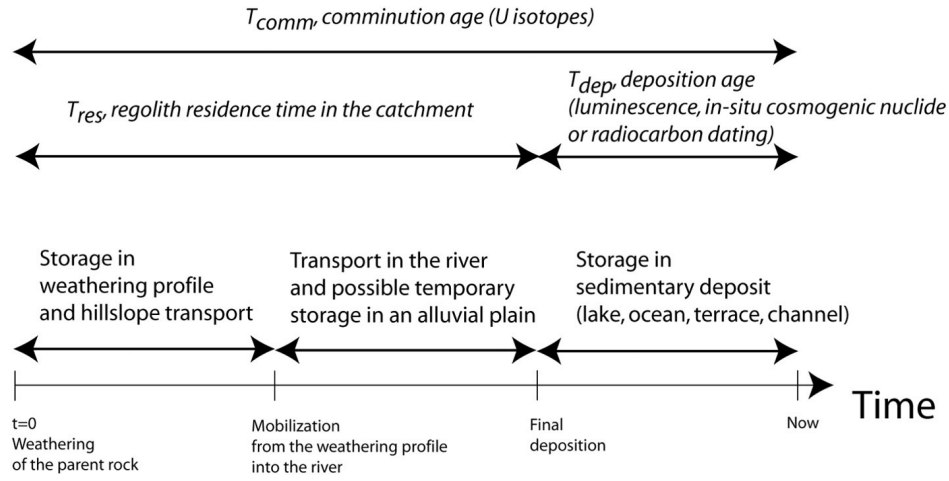 Tcomm, comminution age (U isotopes)
Tdep, deposition age
(luminescence, in-situ cosmogenic nuclide
or radiocarbon dating)
Tres, regolith residence time in the catchment
Storage in
weathering profile
and hillslope transport
Transport in the river
and possible temporary
storage in an alluvial plain
Storage in
sedimentary deposit
(lake, ocean, terrace, channel)
Time
t=0
Weathering
of the parent rock
Mobilization
from the weathering profile
into the river
Final
deposition
Now